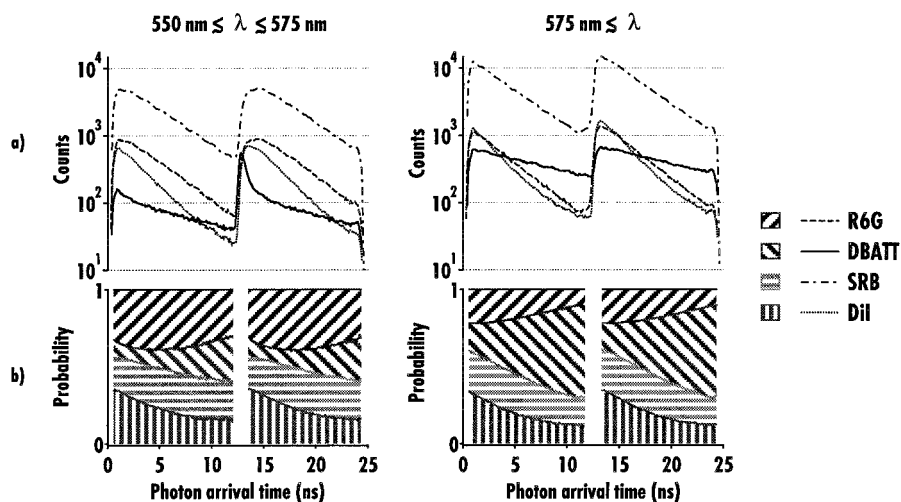 550 nm ≤ λ ≤ 575 nm
575 nm ≤ λ
a)
Counts
10⁴
10³
10²
10¹
Counts
10⁴
10³
10²
10¹
R6G
DBATT
SRB
DiI
b)
Probability
1
0
0 5 10 15 20 25
Photon arrival time (ns)
Probability
1
0
0 5 10 15 20 25
Photon arrival time (ns)